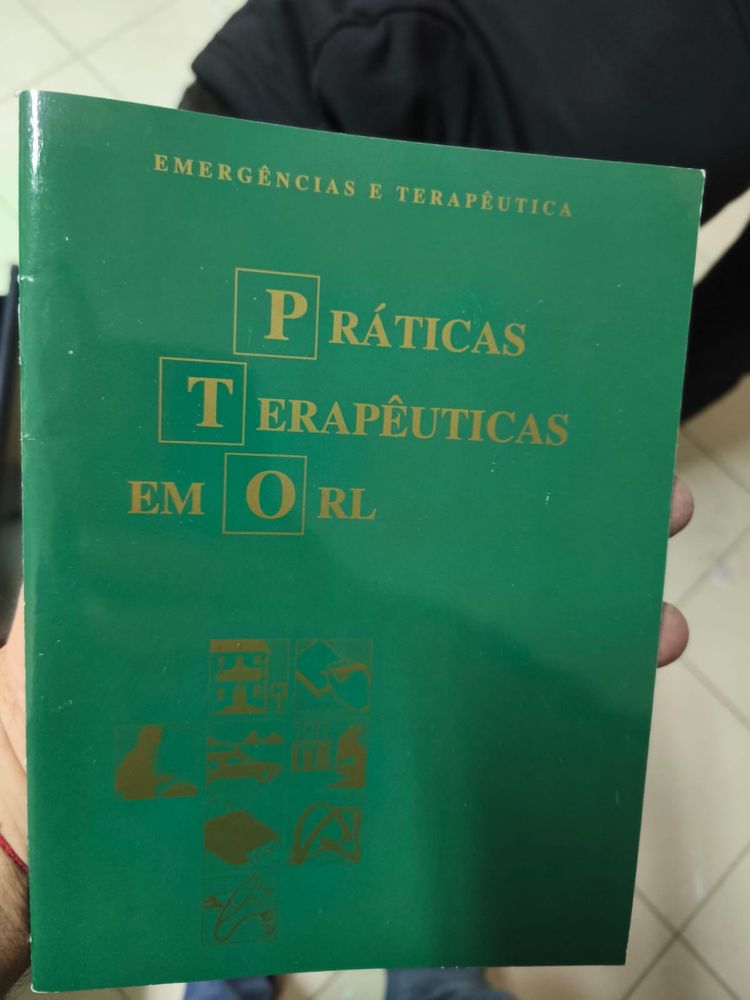 EMERGÊNCIAS E TERAPÊUTICA
PRÁTICAS
TERAPÊUTICAS
EM ORL